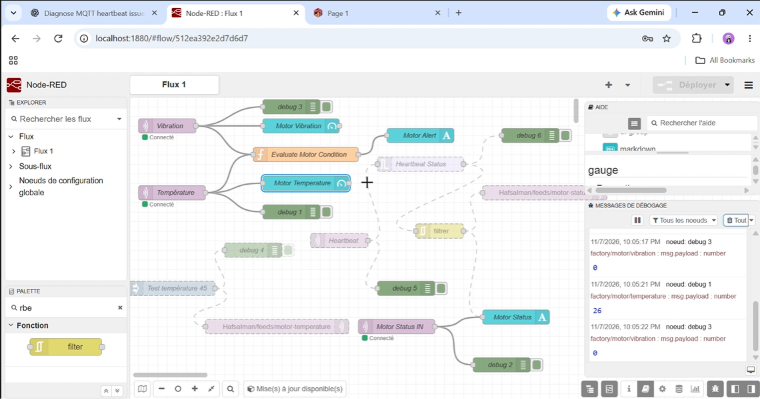 Diagnose MQTT heartbeat issu
Node-RED : Flux 1
Page 1
Ask Gemini
localhost:1880/#flow/512ea392e2d7d6d7
All Bookmarks
Node-RED
Flux 1
Déployer
EXPLORER
Rechercher les flux
Flux
Flux 1
Sous-flux
Noeuds de configuration
globale
PALETTE
rbe
Fonction
filter
debug 3
Vibration
Connecté
Motor Vibration
Motor Alert
debug 6
Evaluate Motor Condition
Heartbeat Status
Température
Connecté
Motor Temperature
Hafsalman/feeds/motor-statu
debug 1
filtrer
Heartbeat
debug 4
Test température 45
debug 5
Hafsalman/feeds/motor-temperature
Motor Status IN
Connecté
Motor Status
debug 2
Mise(s) à jour disponible(s)
AIDE
Rechercher l'aide
markdown
gauge
MESSAGES DE DÉBOGAGE
Tous les noeuds
Tout
11/7/2026, 10:05:17 PM noeud: debug 3
factory/motor/vibration : msg.payload : number
0
11/7/2026, 10:05:21 PM noeud: debug 1
factory/motor/temperature : msg.payload : number
26
11/7/2026, 10:05:22 PM noeud: debug 3
factory/motor/vibration : msg.payload : number
0